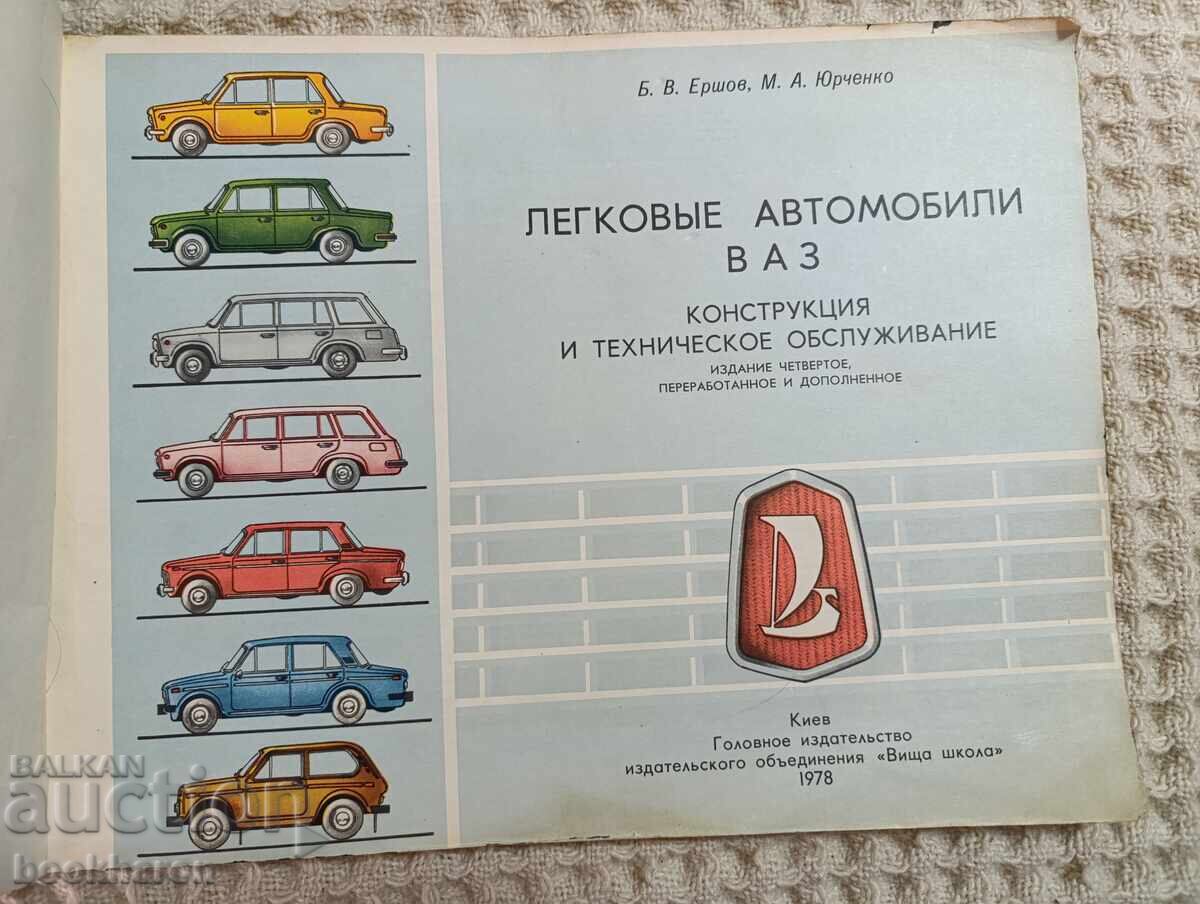 Б. В. Ершов, М. А. Юрченко
ЛЕГКОВЫЕ АВТОМОБИЛИ
ВАЗ
КОНСТРУКЦИЯ
И ТЕХНИЧЕСКОЕ ОБСЛУЖИВАНИЕ
ИЗДАНИЕ ЧЕТВЕРТОЕ,
ПЕРЕРАБОТАННОЕ И ДОПОЛНЕННОЕ
Киев
Головное издательство
издательского объединения «Вища школа»
1978
BALKAN
auction
bookharen